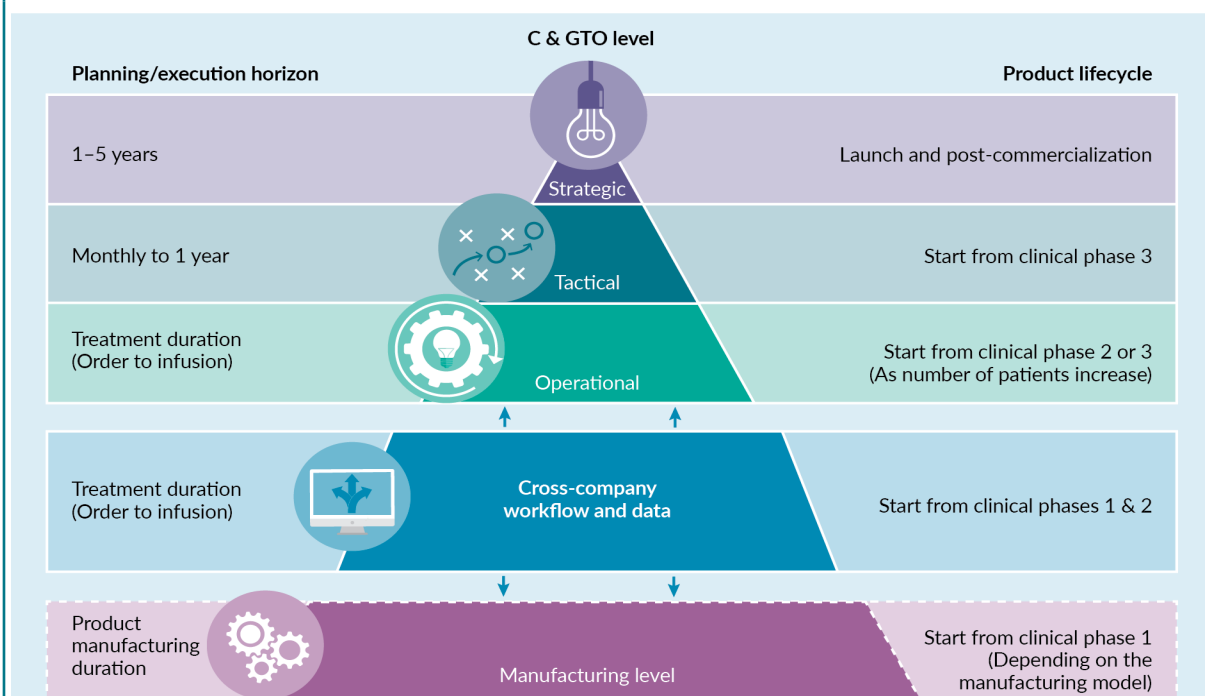 C & GTO level
Planning/execution horizon
Product lifecycle
1–5 years
Strategic
Launch and post-commercialization
Monthly to 1 year
Tactical
Start from clinical phase 3
Treatment duration
(Order to infusion)
Operational
Start from clinical phase 2 or 3
(As number of patients increase)
Treatment duration
(Order to infusion)
Cross-company
workflow and data
Start from clinical phases 1 & 2
Product
manufacturing
duration
Manufacturing level
Start from clinical phase 1
(Depending on the
manufacturing model)